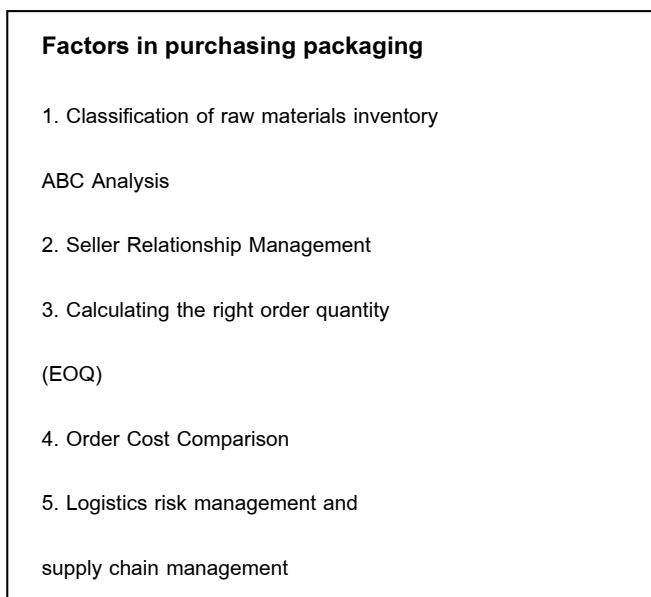 Factors in purchasing packaging
1. Classification of raw materials inventory
ABC Analysis
2. Seller Relationship Management
3. Calculating the right order quantity
(EOQ)
4. Order Cost Comparison
5. Logistics risk management and
supply chain management